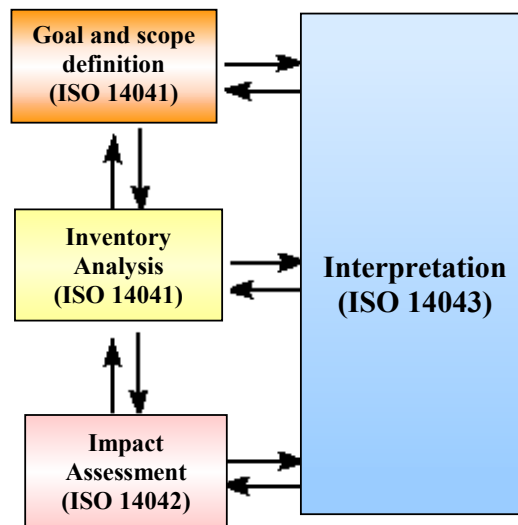 Goal and scope
definition
(ISO 14041)
Inventory
Analysis
(ISO 14041)
Impact
Assessment
(ISO 14042)
Interpretation
(ISO 14043)